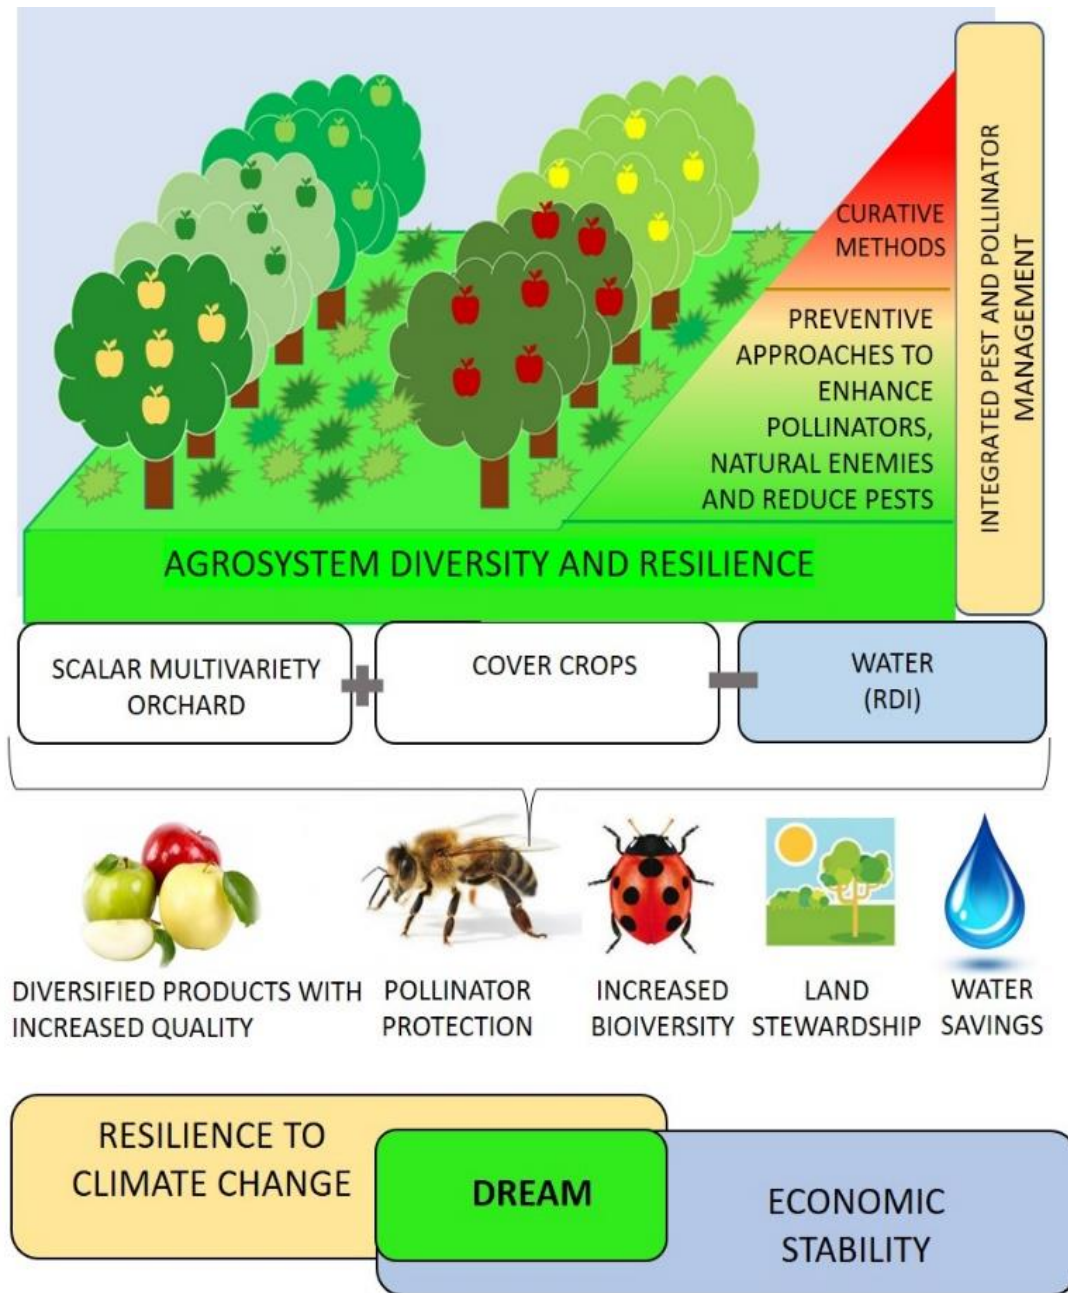 CURATIVE
METHODS
PREVENTIVE
APPROACHES TO
ENHANCE
POLLINATORS,
NATURAL ENEMIES
AND REDUCE PESTS
INTEGRATED PEST AND POLLINATOR
MANAGEMENT
AGROSYSTEM DIVERSITY AND RESILIENCE
SCALAR MULTIVARIETY
ORCHARD
COVER CROPS
WATER
(RDI)
DIVERSIFIED PRODUCTS WITH
INCREASED QUALITY
POLLINATOR
PROTECTION
INCREASED
BIOIVERSITY
LAND
STEWARDSHIP
WATER
SAVINGS
RESILIENCE TO
CLIMATE CHANGE
DREAM
ECONOMIC
STABILITY